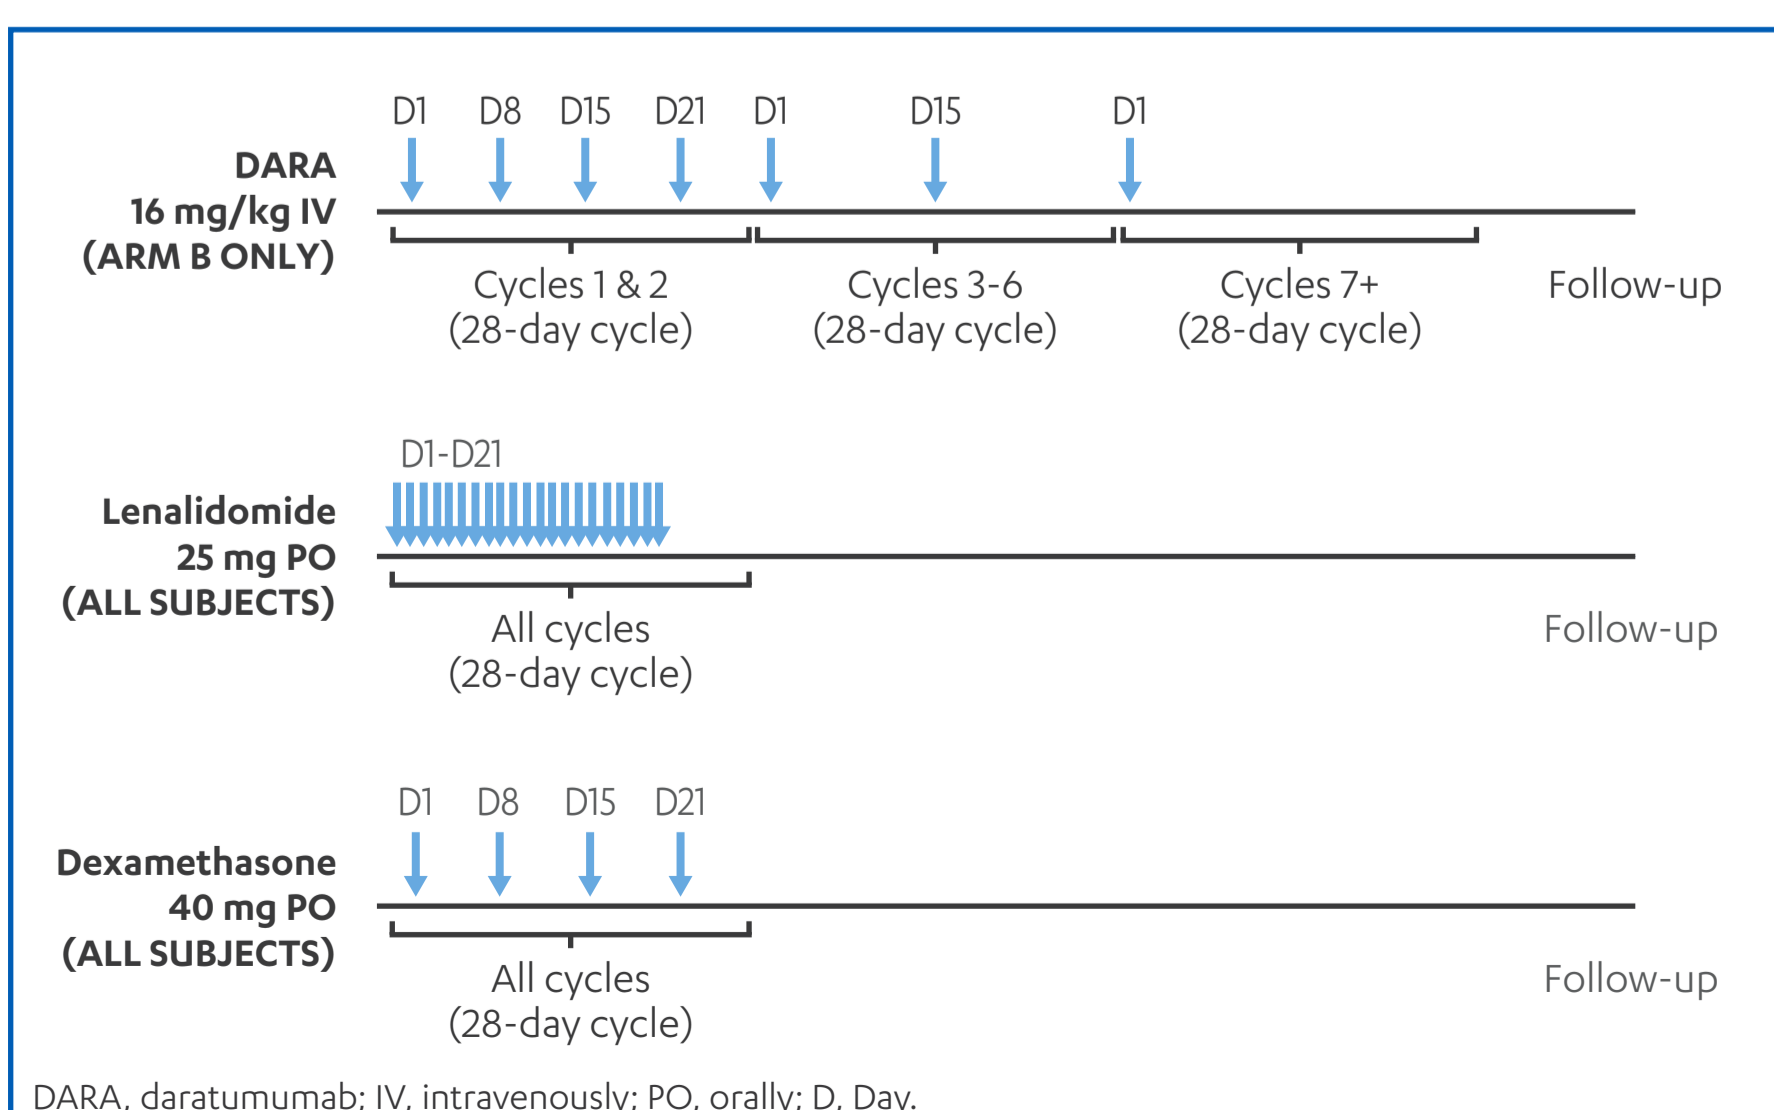 D1 D8 D15 D21 D1 D15 D1
DARA
16 mg/kg IV
(ARM B ONLY)
Cycles 1 & 2
(28-day cycle)
Cycles 3-6
(28-day cycle)
Cycles 7+
(28-day cycle)
Follow-up
D1-D21
Lenalidomide
25 mg PO
(ALL SUBJECTS)
All cycles
(28-day cycle)
Follow-up
D1 D8 D15 D21
Dexamethasone
40 mg PO
(ALL SUBJECTS)
All cycles
(28-day cycle)
Follow-up
DARA, daratumumab; IV, intravenously; PO, orally; D, Day.